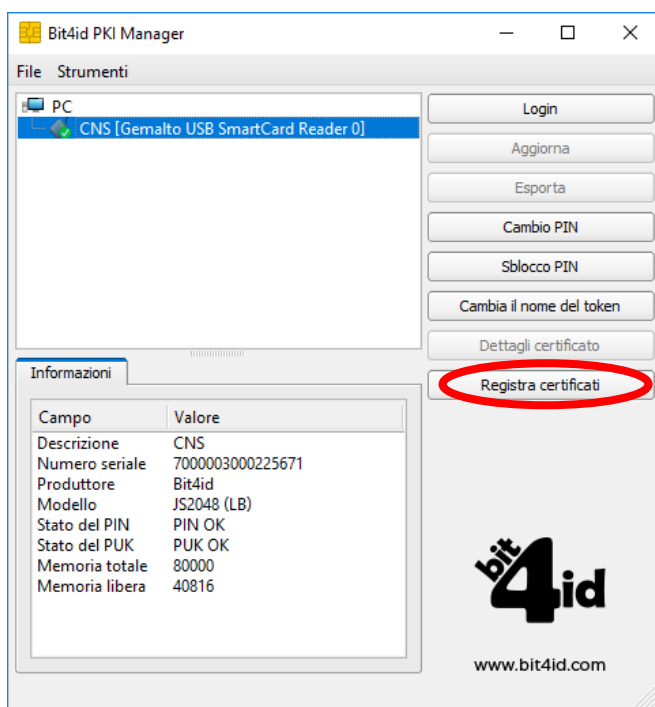 Bit4id PKI Manager
File Strumenti
PC
CNS [Gemalto USB SmartCard Reader 0]
Login
Aggiorna
Esporta
Cambio PIN
Sblocco PIN
Cambia il nome del token
Dettagli certificato
Registra certificati
Informazioni
Campo Valore
Descrizione CNS
Numero seriale 7000003000225671
Produttore Bit4id
Modello JS2048 (LB)
Stato del PIN PIN OK
Stato del PUK PUK OK
Memoria totale 80000
Memoria libera 40816
bit
4id
www.bit4id.com